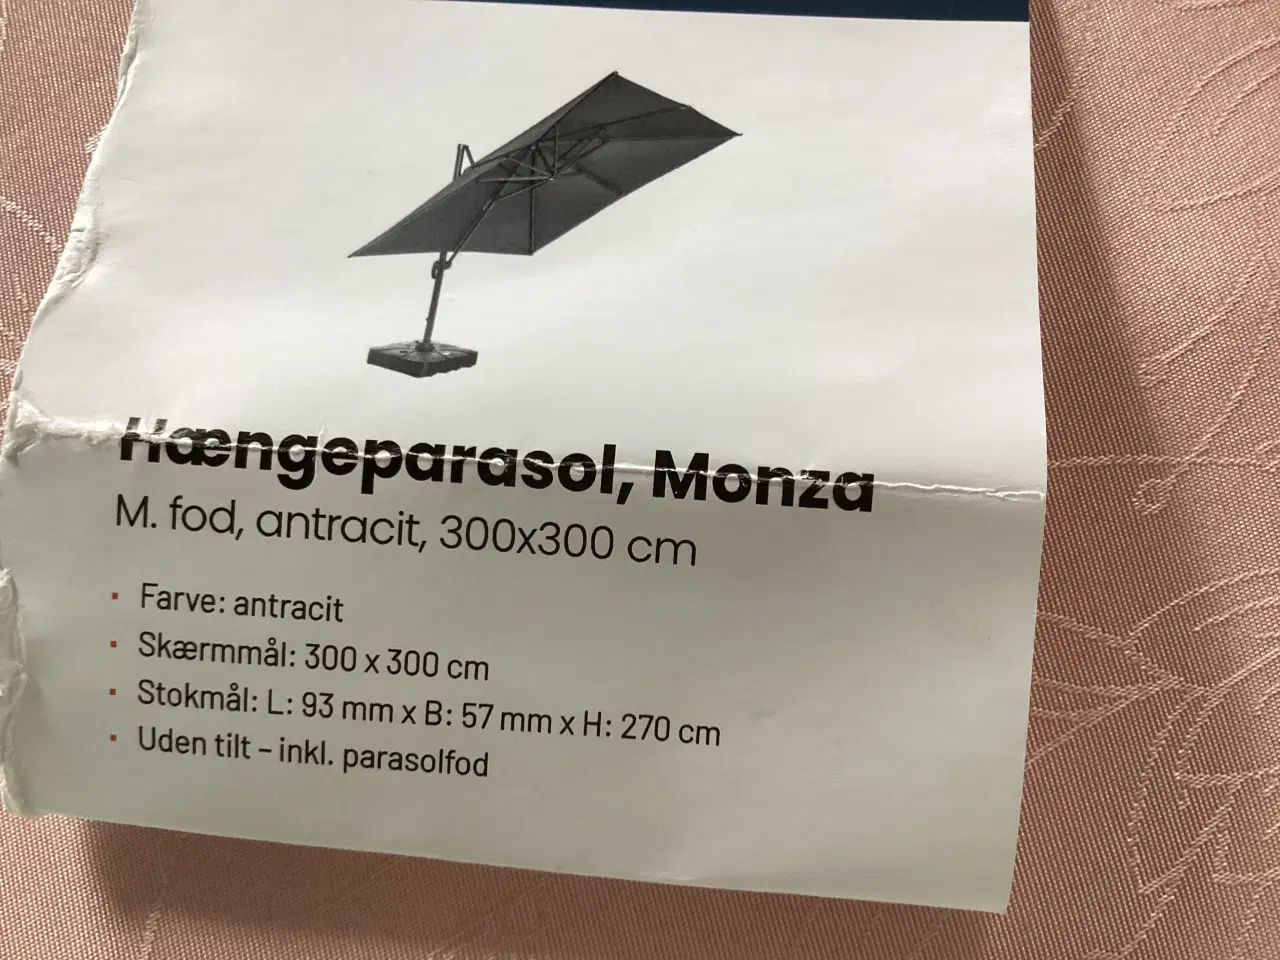 Hængeparasol, Monza
M. fod, antracit, 300x300 cm
▪ Farve: antracit
▪ Skærmmål: 300 x 300 cm
▪ Stokmål: L: 93 mm x B: 57 mm x H: 270 cm
▪ Uden tilt – inkl. parasolfod